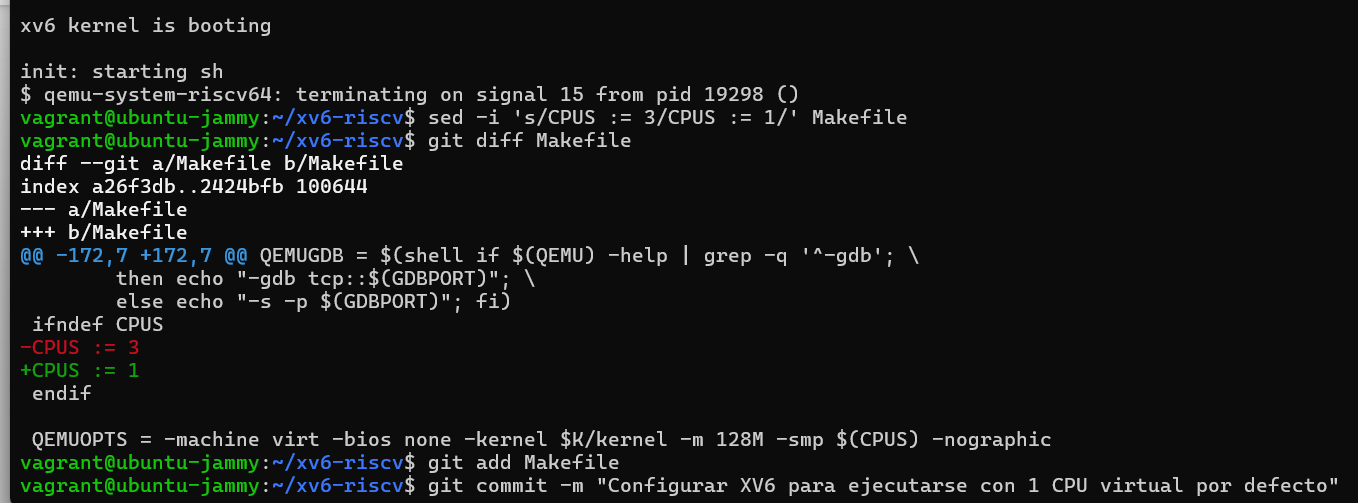 xv6 kernel is booting
init: starting sh
$ qemu-system-riscv64: terminating on signal 15 from pid 19298 ()
vagrant@ubuntu-jammy:~/xv6-riscv$ sed -i 's/CPUS := 3/CPUS := 1/' Makefile
vagrant@ubuntu-jammy:~/xv6-riscv$ git diff Makefile
diff --git a/Makefile b/Makefile
index a26f3db..2424bfb 100644
--- a/Makefile
+++ b/Makefile
@@ -172,7 +172,7 @@ QEMUGDB = $(shell if $(QEMU) -help | grep -q '^-gdb'; \
        then echo "-gdb tcp::$(GDBPORT)"; \
        else echo "-s -p $(GDBPORT)"; fi)
 ifndef CPUS
-CPUS := 3
+CPUS := 1
 endif
 QEMUOPTS = -machine virt -bios none -kernel $K/kernel -m 128M -smp $(CPUS) -nographic
vagrant@ubuntu-jammy:~/xv6-riscv$ git add Makefile
vagrant@ubuntu-jammy:~/xv6-riscv$ git commit -m "Configurar XV6 para ejecutarse con 1 CPU virtual por defecto"